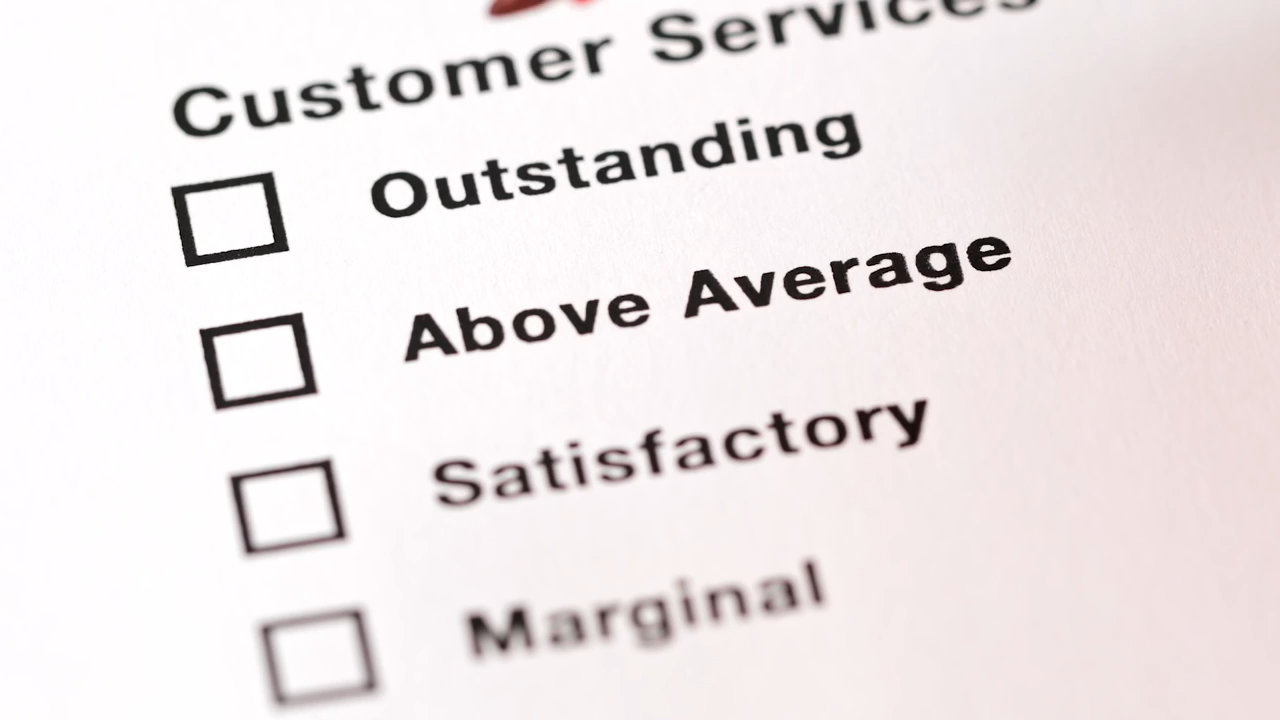 Customer Services
Outstanding
Above Average
Satisfactory
Marginal